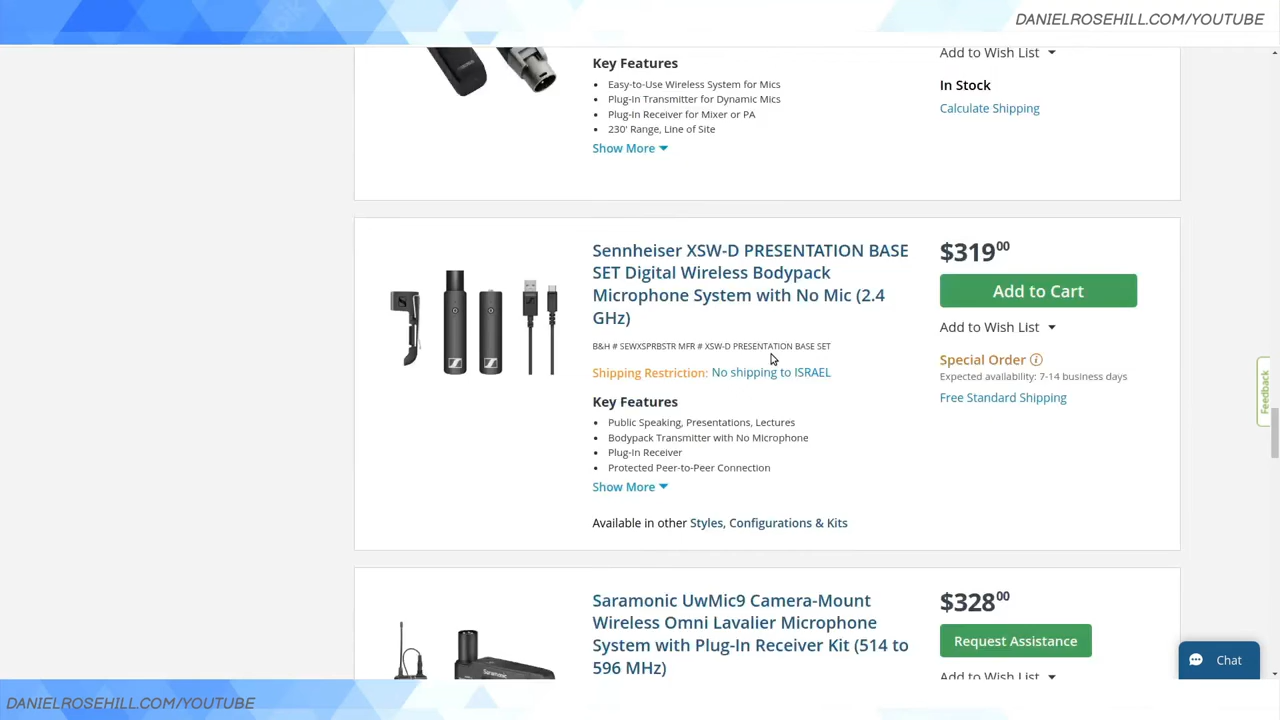 DANIELROSEHILL.COM/YOUTUBE
Key Features
Easy-to-Use Wireless System for Mics
Plug-In Transmitter for Dynamic Mics
Plug-In Receiver for Mixer or PA
230' Range, Line of Site
Show More
Add to Wish List
In Stock
Calculate Shipping
Sennheiser XSW-D PRESENTATION BASE
SET Digital Wireless Bodypack
Microphone System with No Mic (2.4
GHz)
B&H # SEWXSPRBSTR MFR # XSW-D PRESENTATION BASE SET
Shipping Restriction: No shipping to ISRAEL
Key Features
Public Speaking, Presentations, Lectures
Bodypack Transmitter with No Microphone
Plug-In Receiver
Protected Peer-to-Peer Connection
Show More
Available in other Styles, Configurations & Kits
$319.00
Add to Cart
Add to Wish List
Special Order
Expected availability: 7-14 business days
Free Standard Shipping
Feedback
Saramonic UwMic9 Camera-Mount
Wireless Omni Lavalier Microphone
System with Plug-In Receiver Kit (514 to
596 MHz)
Saramonic
$328.00
Request Assistance
Add to Wish List
Chat
DANIELROSEHILL.COM/YOUTUBE